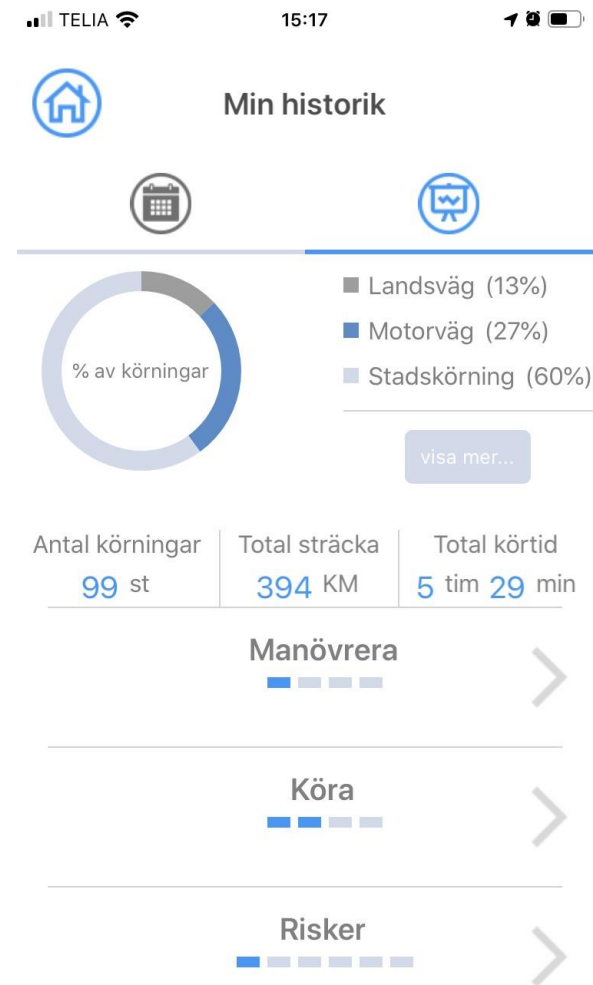 TELIA 15:17
Min historik
% av körningar
Landsväg (13%)
Motorväg (27%)
Stadskörning (60%)
visa mer...
Antal körningar Total sträcka Total körtid
99 st 394 KM 5 tim 29 min
Manövrera
Köra
Risker